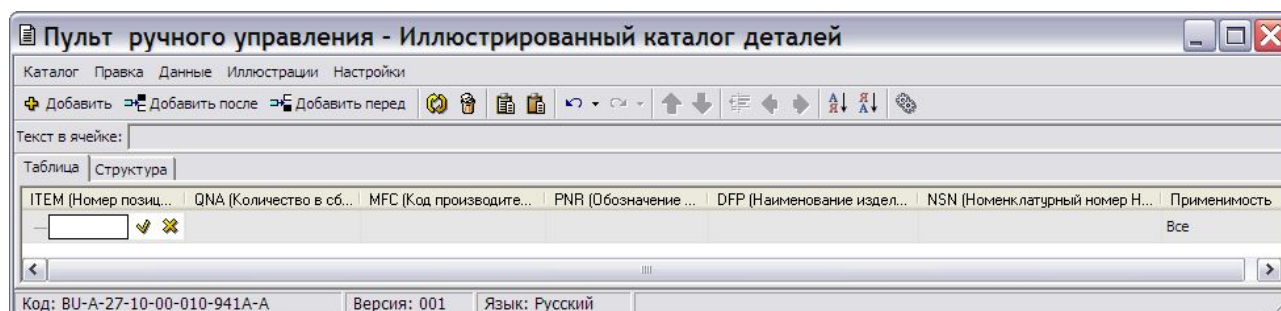 Пульт ручного управления - Иллюстрированный каталог деталей
Каталог Правка Данные Иллюстрации Настройки
Добавить Добавить после Добавить перед
Текст в ячейке:
Таблица Структура
ITEM (Номер позиц... QNA (Количество в сб... MFC (Код производите... PNR (Обозначение ... DFP (Наименование издел... NSN (Номенклатурный номер Н... Применимость
Все
Код: BU-A-27-10-00-010-941A-A Версия: 001 Язык: Русский